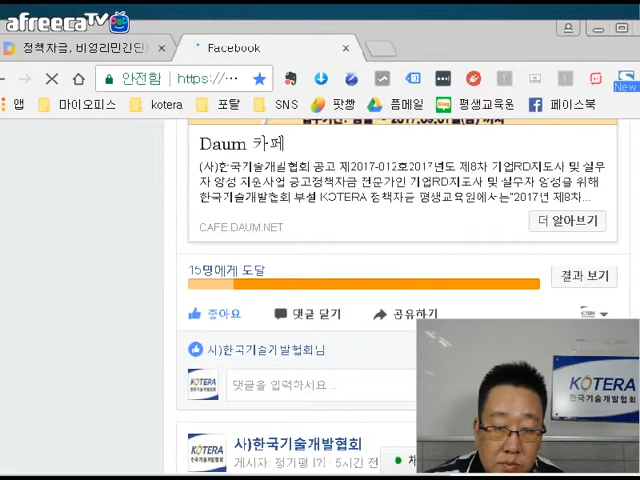 afreecaTV
정책자금, 비영리민간단
Facebook
안전함 https://...
New
앱 마이오피스 kotera 포탈 SNS 팟빵 플메일 평생교육원 페이스북
Daum 카페
(사)한국기술개발협회 공고 제2017-012호2017년도 제8차 기업RD지도사 및 실무
자 양성 지원사업 공고정책자금 전문가인 기업RD지도사 및 실무자 양성을 위해
한국기술개발협회 부설 KOTERA 정책자금 평생교육원에서는"2017년 제8차...
CAFE.DAUM.NET
더 알아보기
15명에게 도달
결과 보기
좋아요 댓글 달기 공유하기
사)한국기술개발협회님
KOTERA
댓글을 입력하세요...
KOTERA
한국기술개발협회
KOTERA
사)한국기술개발협회
게시자: 정기평 [?] · 5시간 전